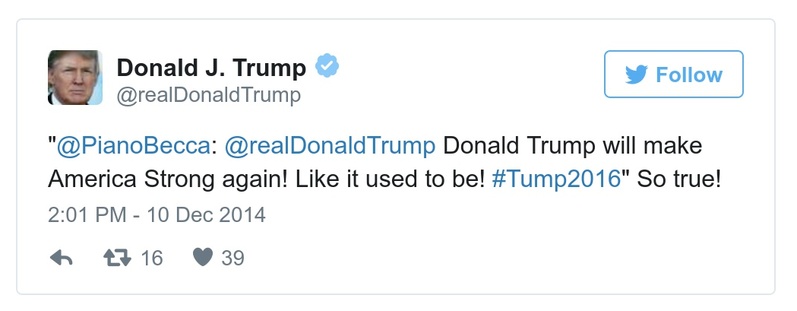 Donald J. Trump
Follow
@realDonaldTrump
"@PianoBecca: @realDonaldTrump Donald Trump will make
America Strong again! Like it used to be! #Tump2016" So true!
2:01 PM - 10 Dec 2014
16 39